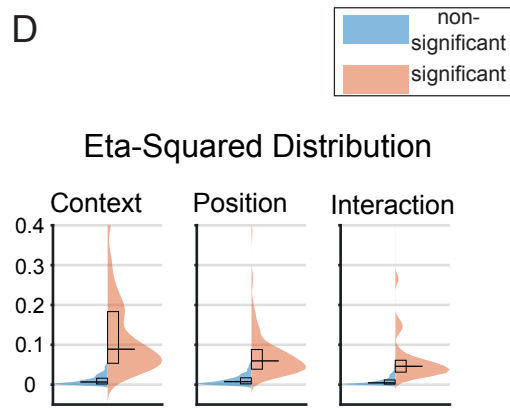 D
non-
significant
significant
Eta-Squared Distribution
Context Position Interaction
0.4
0.3
0.2
0.1
0